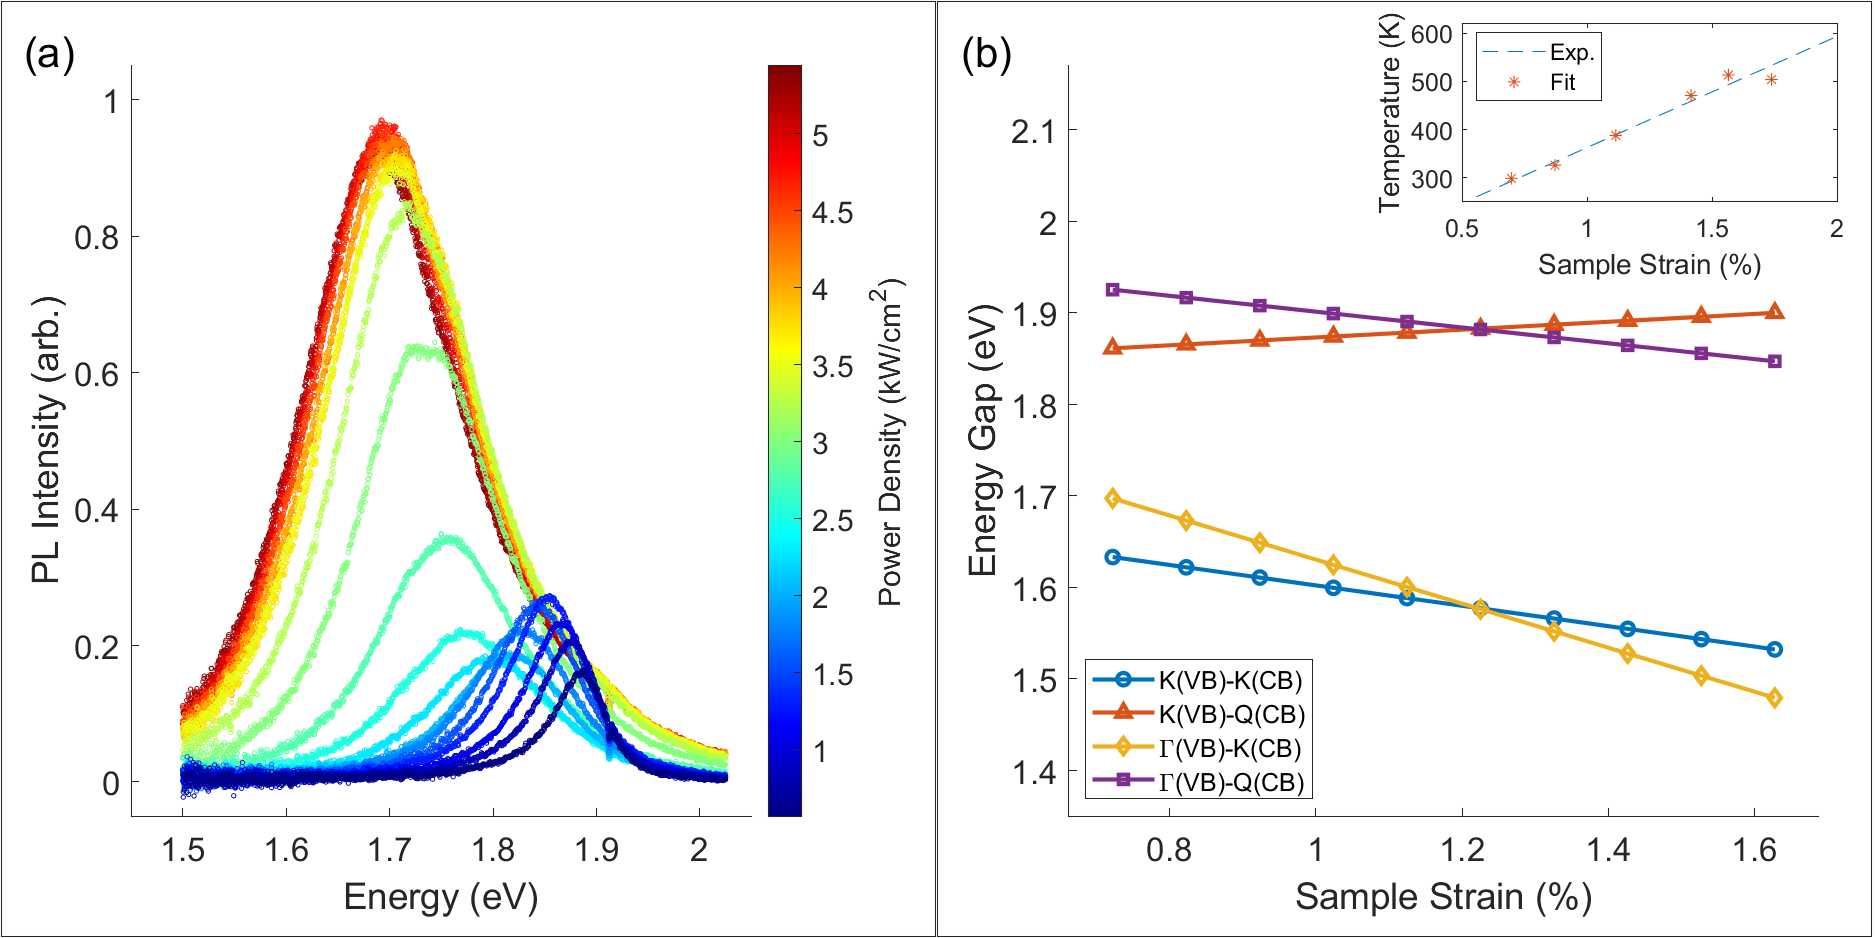 (a)
PL Intensity (arb.)
1
0.8
0.6
0.4
0.2
0
1.5 1.6 1.7 1.8 1.9 2
Energy (eV)
5
4.5
4
3.5
3
2.5
2
1.5
1
Power Density (kW/cm²)
(b)
Energy Gap (eV)
2.1
2
1.9
1.8
1.7
1.6
1.5
1.4
0.8 1 1.2 1.4 1.6
Sample Strain (%)
K(VB)-K(CB)
K(VB)-Q(CB)
Γ(VB)-K(CB)
Γ(VB)-Q(CB)
Temperature (K)
600
500
400
300
0.5 1 1.5 2
Sample Strain (%)
Exp.
Fit